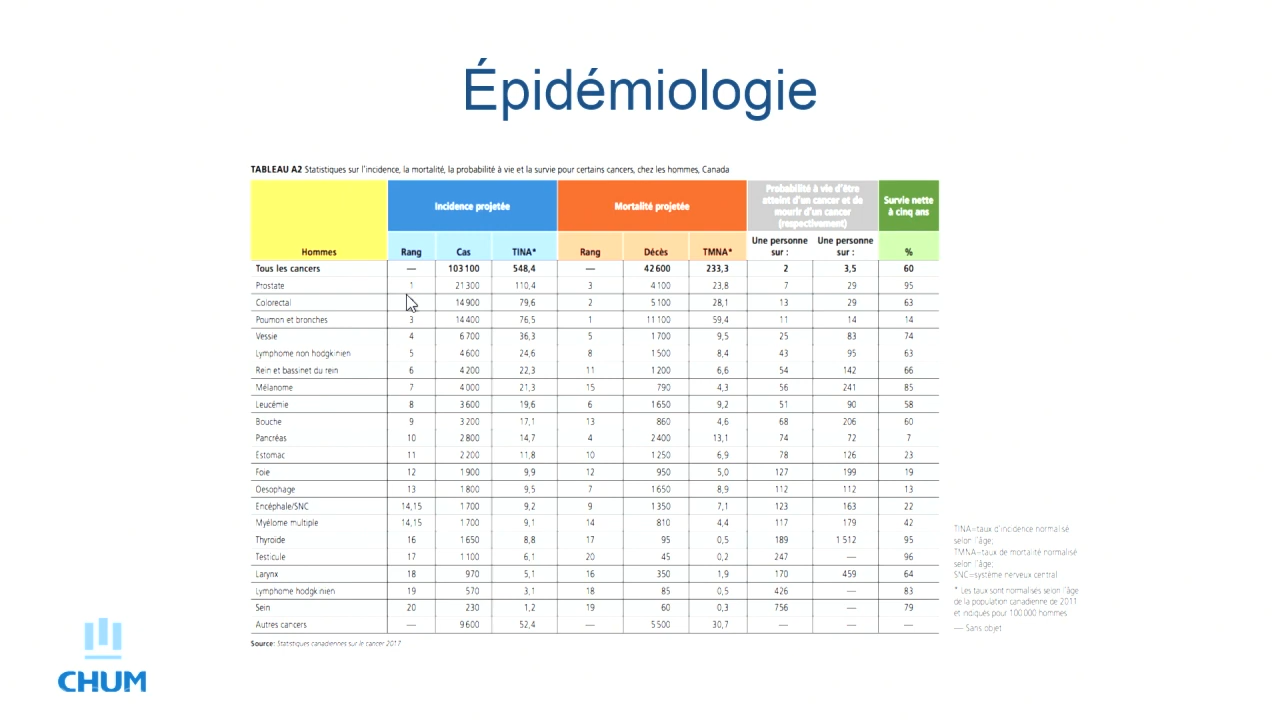 Épidémiologie
TABLEAU A2 Statistiques sur l'incidence, la mortalité, la probabilité à vie et la survie pour certains cancers, chez les hommes, Canada
Incidence projetée Mortalité projetée Probabilité à vie d'être atteint d'un cancer et de mourir d'un cancer (respectivement) Survie nette à cinq ans
Hommes Rang Cas TINA* Rang Décès TMNA* Une personne sur : Une personne sur : %
Tous les cancers — 103 100 548,4 — 42 600 233,3 2 3,5 60
Prostate 1 21 300 110,4 3 4 100 23,8 7 29 95
Colorectal 14 900 79,6 2 5 100 28,1 13 29 63
Poumon et bronches 3 14 400 76,5 1 11 100 59,4 11 14 14
Vessie 4 6 700 36,3 5 1 700 9,5 25 83 74
Lymphome non hodgkinien 5 4 600 24,6 8 1 500 8,4 43 95 63
Rein et bassinet du rein 6 4 200 22,3 11 1 200 6,6 54 142 66
Mélanome 7 4 000 21,3 15 790 4,3 56 241 85
Leucémie 8 3 600 19,6 6 1 650 9,2 51 90 58
Bouche 9 3 200 17,1 13 860 4,6 68 206 60
Pancréas 10 2 800 14,7 4 2 400 13,1 74 72 7
Estomac 11 2 200 11,8 10 1 250 6,9 78 126 23
Foie 12 1 900 9,9 12 950 5,0 127 199 19
Oesophage 13 1 800 9,5 7 1 650 8,9 112 112 13
Encéphale/SNC 14,15 1 700 9,2 9 1 350 7,1 123 163 22
Myélome multiple 14,15 1 700 9,1 14 810 4,4 117 179 42
Thyroïde 16 1 650 8,8 17 95 0,5 189 1 512 95
Testicule 17 1 100 6,1 20 45 0,2 247 — 96
Larynx 18 970 5,1 16 350 1,9 170 459 64
Lymphome hodgkinien 19 570 3,1 18 85 0,5 426 — 83
Sein 20 230 1,2 19 60 0,3 756 — 79
Autres cancers — 9 600 52,4 — 5 500 30,7 — — —
Source: Statistiques canadiennes sur le cancer 2017
TINA=taux d'incidence normalisé
selon l'âge;
TMNA=taux de mortalité normalisé
selon l'âge;
SNC=système nerveux central
* Les taux sont normalisés selon l'âge
de la population canadienne de 2011
et indiqués pour 100 000 hommes
— Sans objet
CHUM